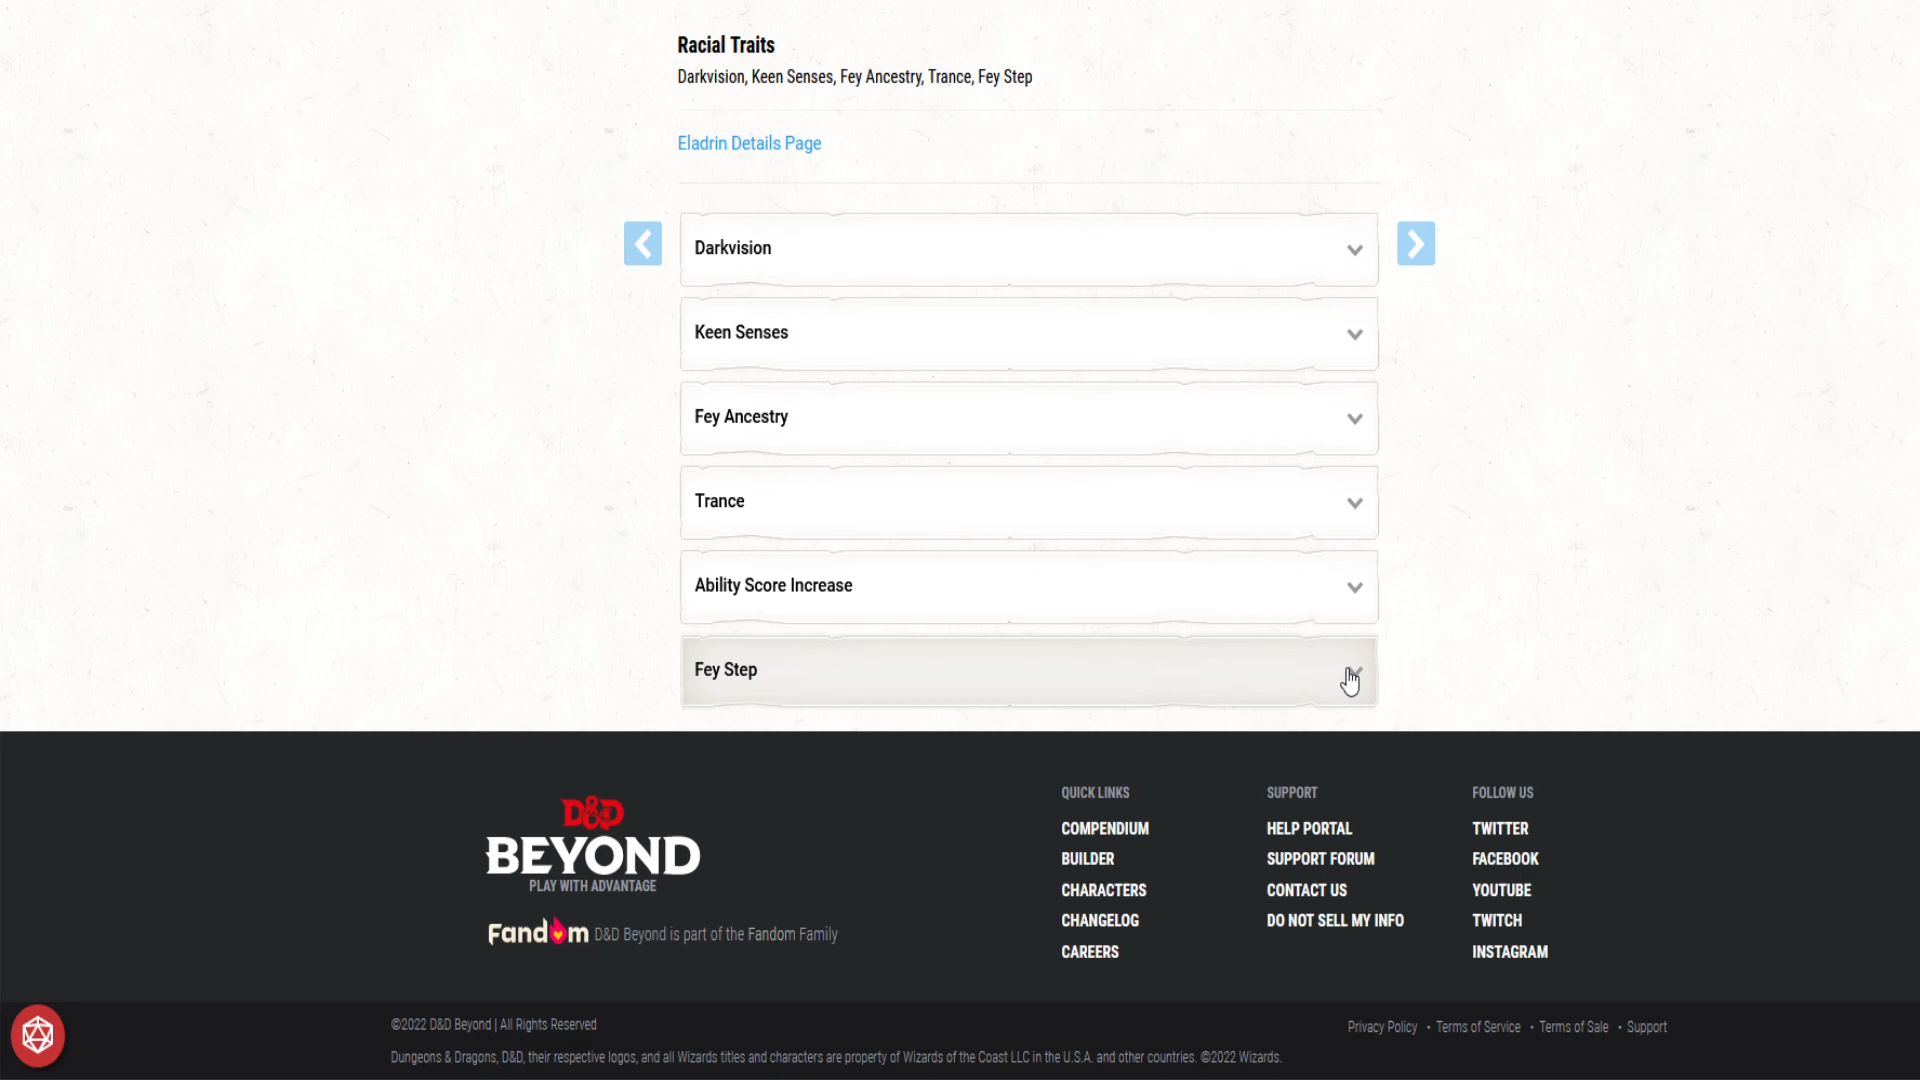 Racial Traits
Darkvision, Keen Senses, Fey Ancestry, Trance, Fey Step
Eladrin Details Page
Darkvision
Keen Senses
Fey Ancestry
Trance
Ability Score Increase
Fey Step
D&D
BEYOND
PLAY WITH ADVANTAGE
Fandom D&D Beyond is part of the Fandom Family
QUICK LINKS
COMPENDIUM
BUILDER
CHARACTERS
CHANGELOG
CAREERS
SUPPORT
HELP PORTAL
SUPPORT FORUM
CONTACT US
DO NOT SELL MY INFO
FOLLOW US
TWITTER
FACEBOOK
YOUTUBE
TWITCH
INSTAGRAM
©2022 D&D Beyond | All Rights Reserved
Privacy Policy • Terms of Service • Terms of Sale • Support
Dungeons & Dragons, D&D, their respective logos, and all Wizards titles and characters are property of Wizards of the Coast LLC in the U.S.A. and other countries. ©2022 Wizards.